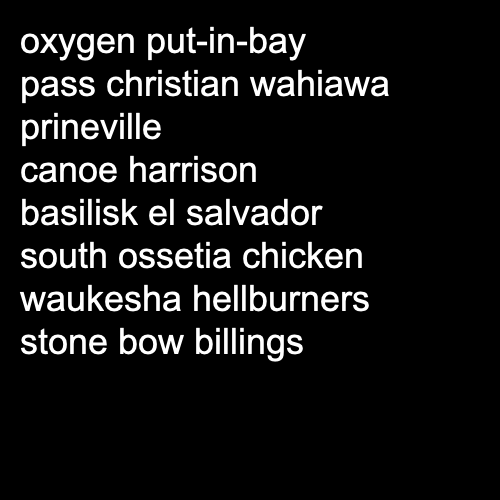 oxygen put-in-bay
pass christian wahiawa
prineville
canoe harrison
basilisk el salvador
south ossetia chicken
waukesha hellburners
stone bow billings